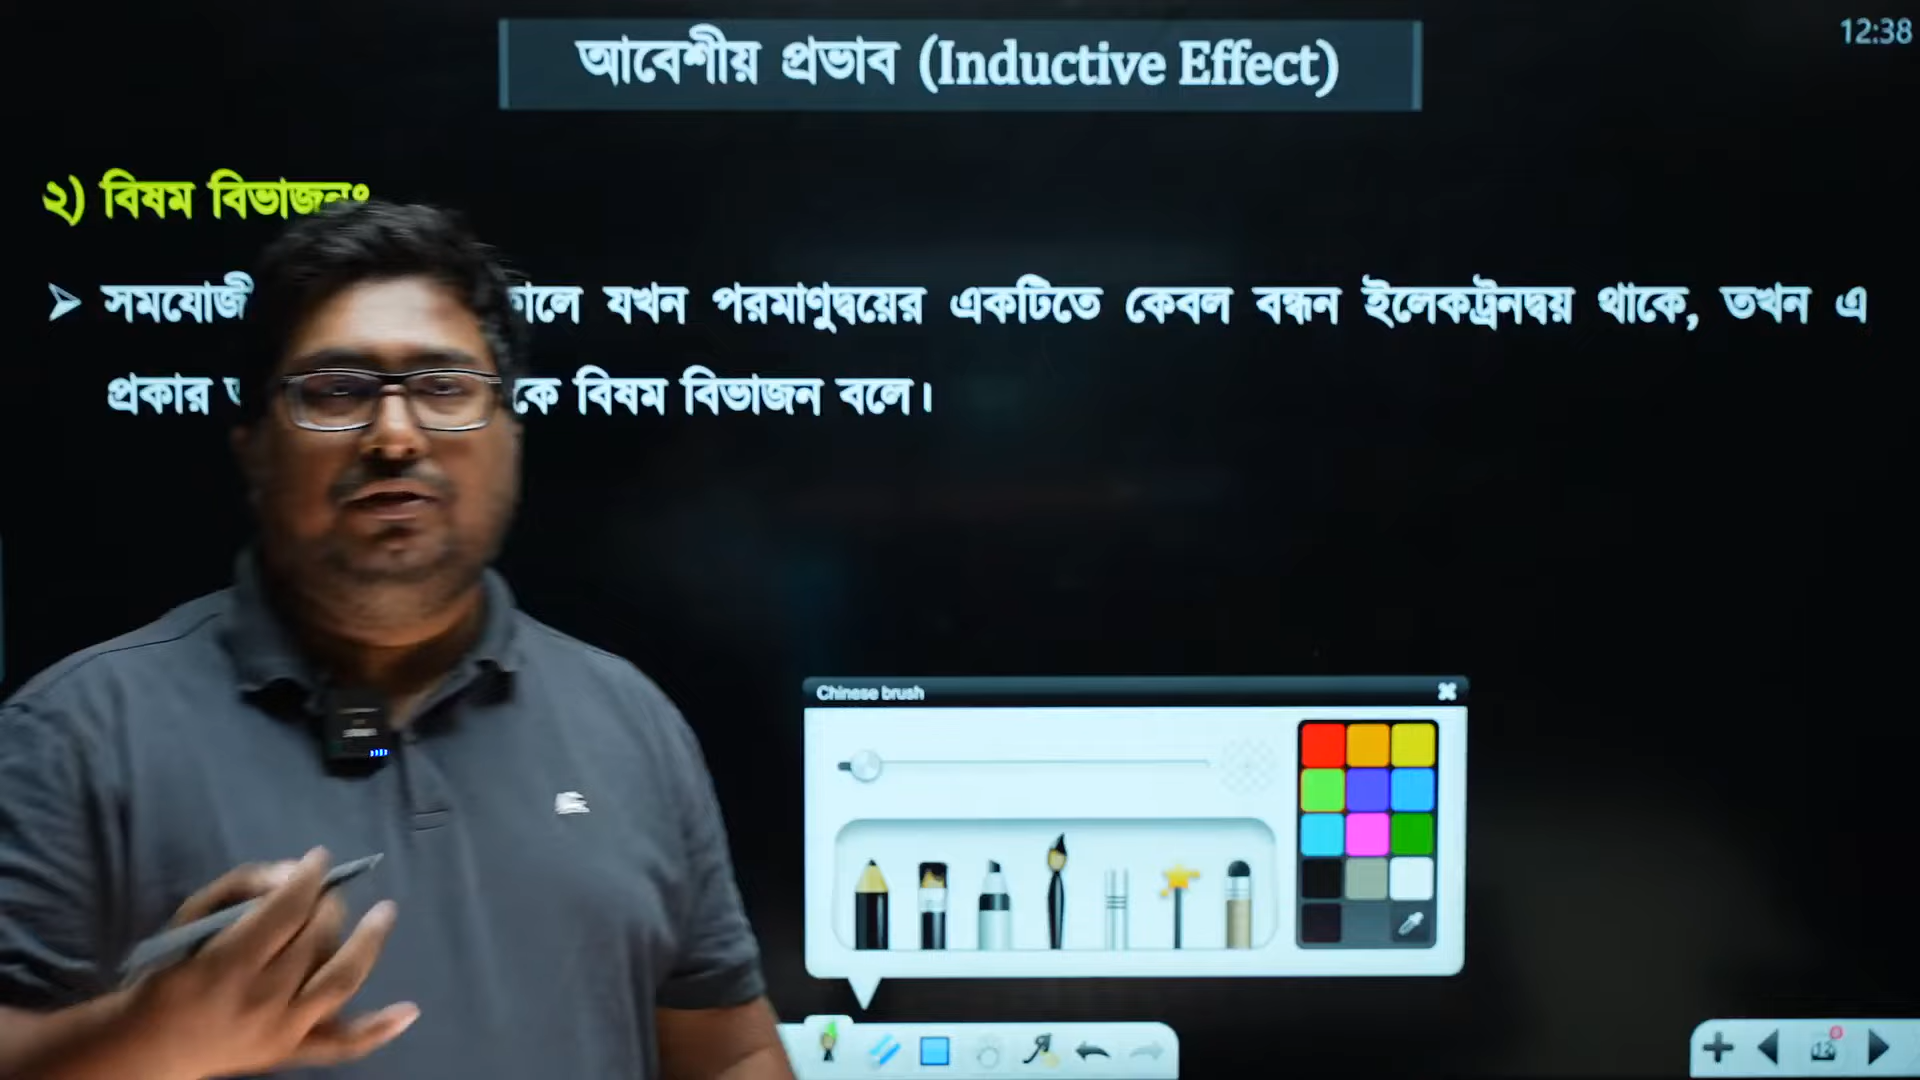 আবেশীয় প্রভাব (Inductive Effect)
12:38
২) বিষম বিভাজনঃ
➢ সমযোজী কালে যখন পরমাণুদ্বয়ের একটিতে কেবল বন্ধন ইলেকট্রনদ্বয় থাকে, তখন এ
প্রকার কে বিষম বিভাজন বলে।
Chinese brush
12